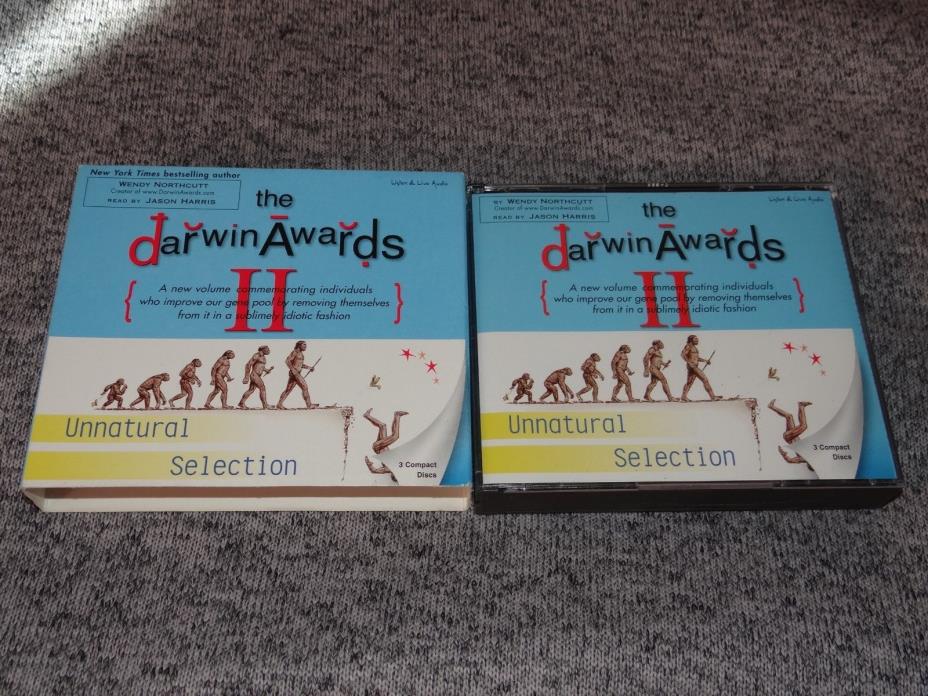 New York Times bestselling author
WENDY NORTHCUTT
Creator of www.DarwinAwards.com
READ BY JASON HARRIS
Listen & Live Audio
the
darwin Awards
II
{ A new volume commemorating individuals
who improve our gene pool by removing themselves
from it in a sublimely idiotic fashion }
Unnatural
Selection
3 Compact
Discs
BY WENDY NORTHCUTT
Creator of www.DarwinAwards.com
READ BY JASON HARRIS
Listen & Live Audio
the
darwin Awards
II
{ A new volume commemorating individuals
who improve our gene pool by removing themselves
from it in a sublimely idiotic fashion }
Unnatural
Selection
3 Compact
Discs